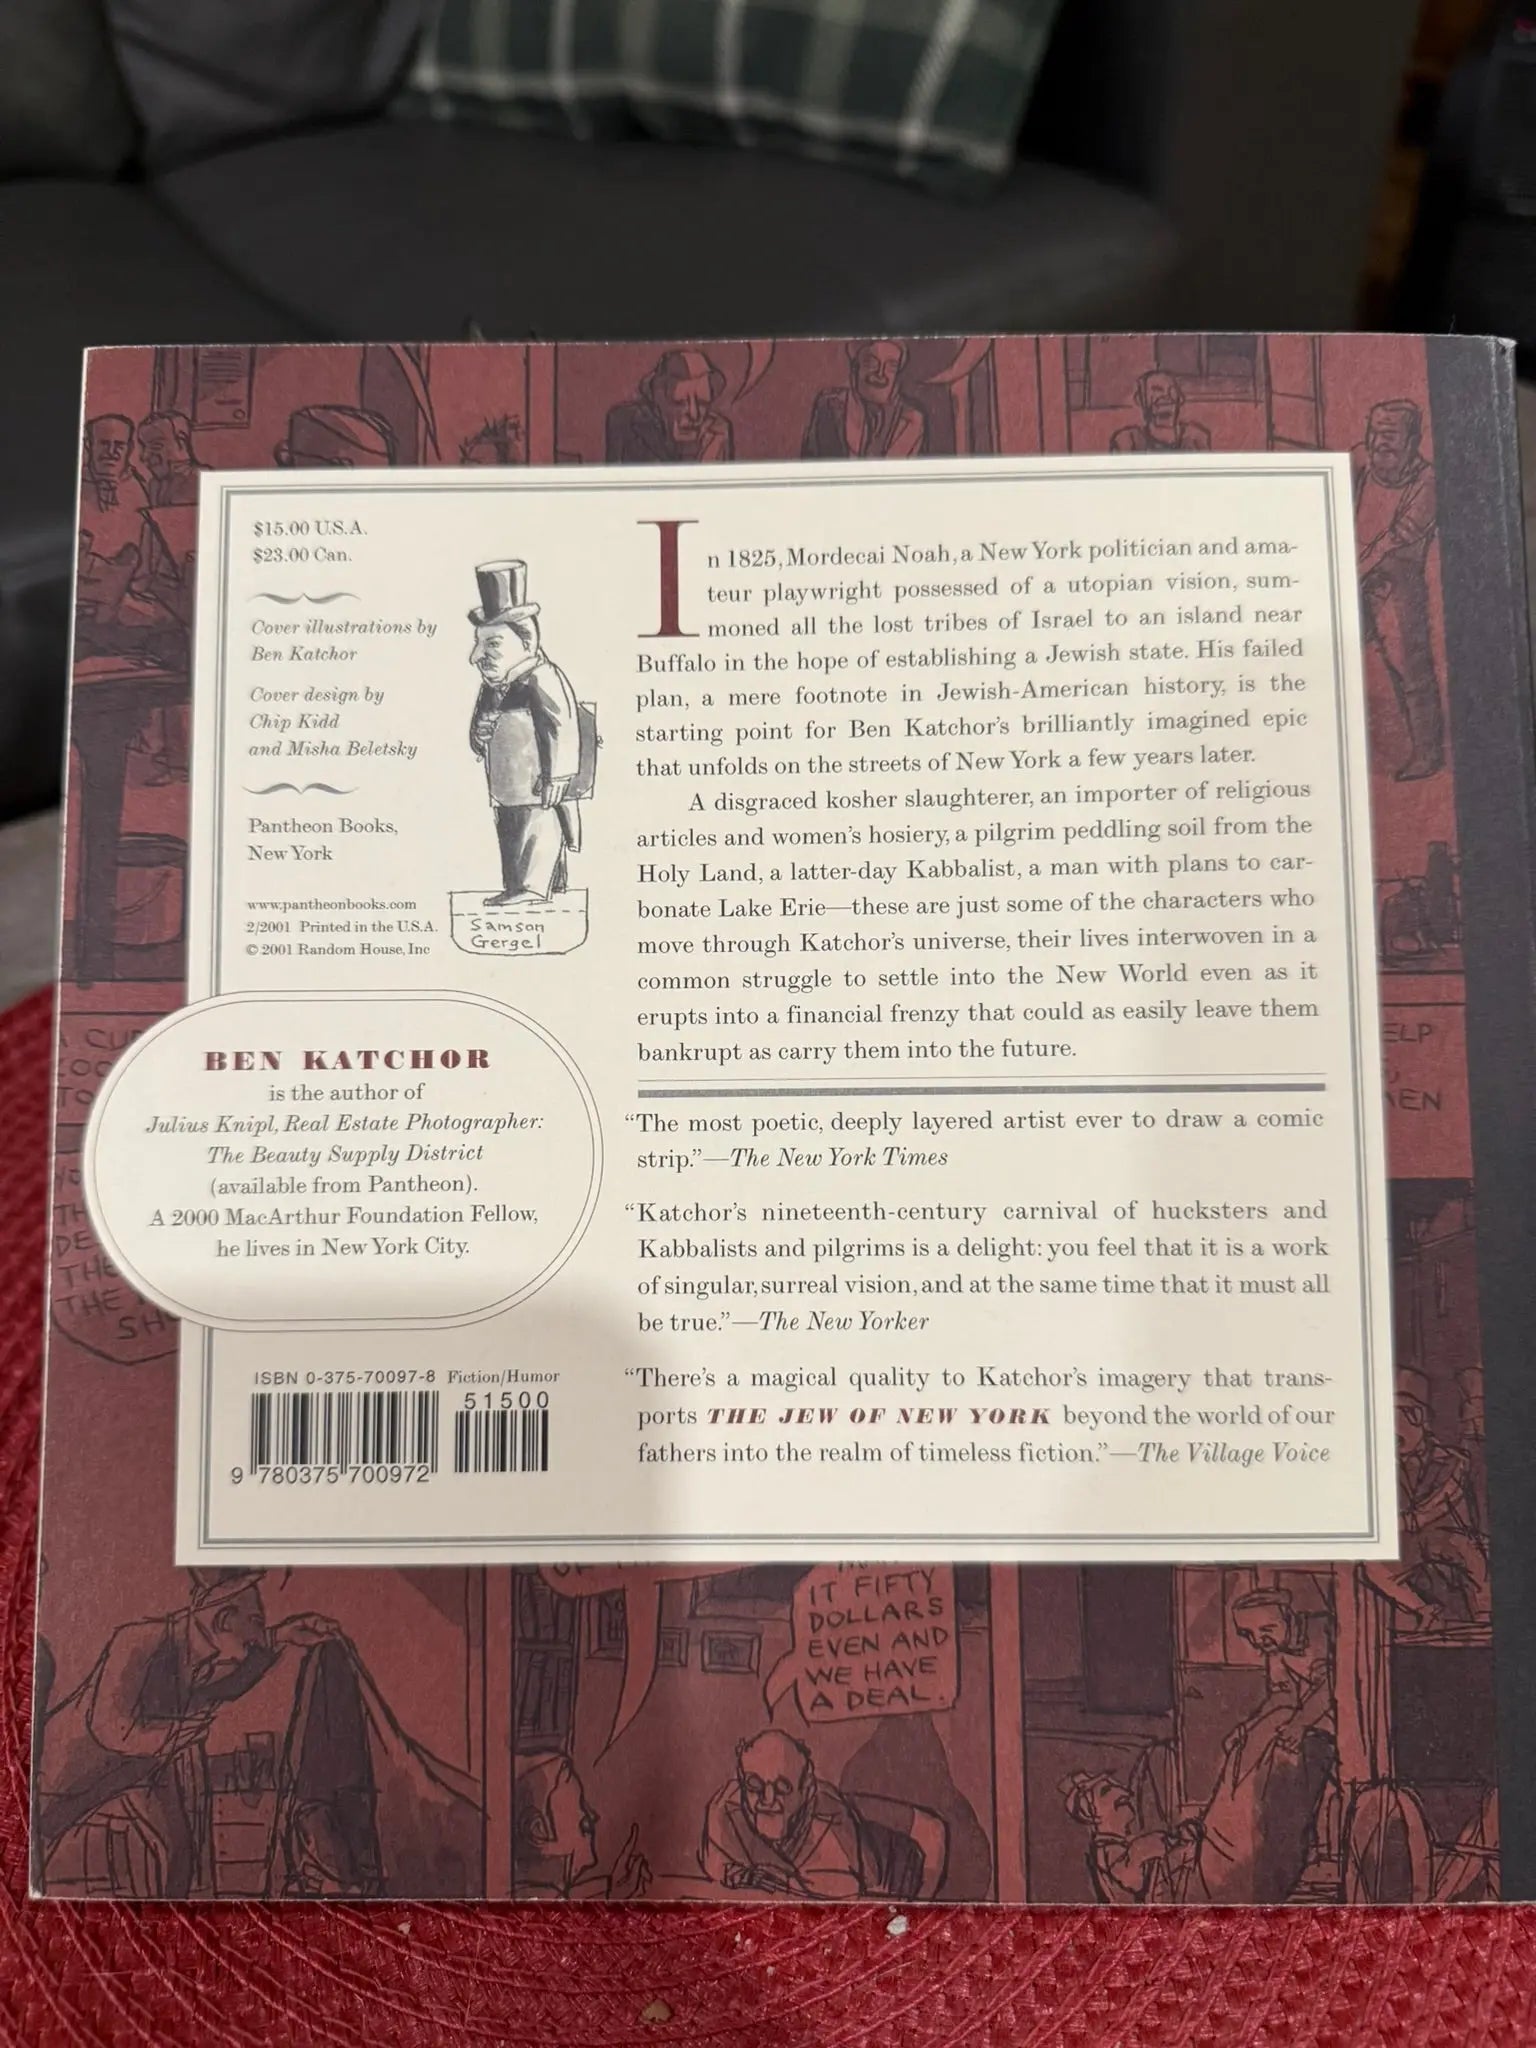 $15.00 U.S.A.
$23.00 Can.
Cover illustrations by
Ben Katchor
Cover design by
Chip Kidd
and Misha Beletsky
Pantheon Books,
New York
www.pantheonbooks.com
2/2001 Printed in the U.S.A.
© 2001 Random House, Inc
Samson
Gergel
BEN KATCHOR
is the author of
Julius Knipl, Real Estate Photographer:
The Beauty Supply District
(available from Pantheon).
A 2000 MacArthur Foundation Fellow,
he lives in New York City.
ISBN 0-375-70097-8 Fiction/Humor
51500
9 780375 700972
In 1825, Mordecai Noah, a New York politician and ama-
teur playwright possessed of a utopian vision, sum-
moned all the lost tribes of Israel to an island near
Buffalo in the hope of establishing a Jewish state. His failed
plan, a mere footnote in Jewish-American history, is the
starting point for Ben Katchor's brilliantly imagined epic
that unfolds on the streets of New York a few years later.
A disgraced kosher slaughterer, an importer of religious
articles and women's hosiery, a pilgrim peddling soil from the
Holy Land, a latter-day Kabbalist, a man with plans to car-
bonate Lake Erie—these are just some of the characters who
move through Katchor's universe, their lives interwoven in a
common struggle to settle into the New World even as it
erupts into a financial frenzy that could as easily leave them
bankrupt as carry them into the future.
“The most poetic, deeply layered artist ever to draw a comic
strip.”—The New York Times
“Katchor's nineteenth-century carnival of hucksters and
Kabbalists and pilgrims is a delight: you feel that it is a work
of singular, surreal vision, and at the same time that it must all
be true.”—The New Yorker
“There's a magical quality to Katchor's imagery that trans-
ports THE JEW OF NEW YORK beyond the world of our
fathers into the realm of timeless fiction.”—The Village Voice
IT FIFTY
DOLLARS
EVEN AND
WE HAVE
A DEAL.